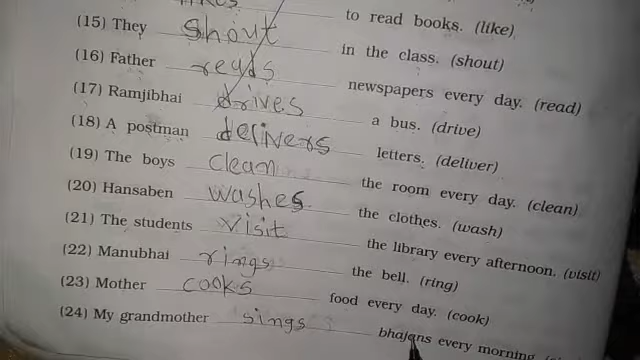 to read books. (like)
(15) They shout in the class. (shout)
(16) Father reads newspapers every day. (read)
(17) Ramjibhai drives a bus. (drive)
(18) A postman delivers letters. (deliver)
(19) The boys clean the room every day. (clean)
(20) Hansaben washes the clothes. (wash)
(21) The students visit the library every afternoon. (visit)
(22) Manubhai rings the bell. (ring)
(23) Mother cooks food every day. (cook)
(24) My grandmother sings bhajans every morning.